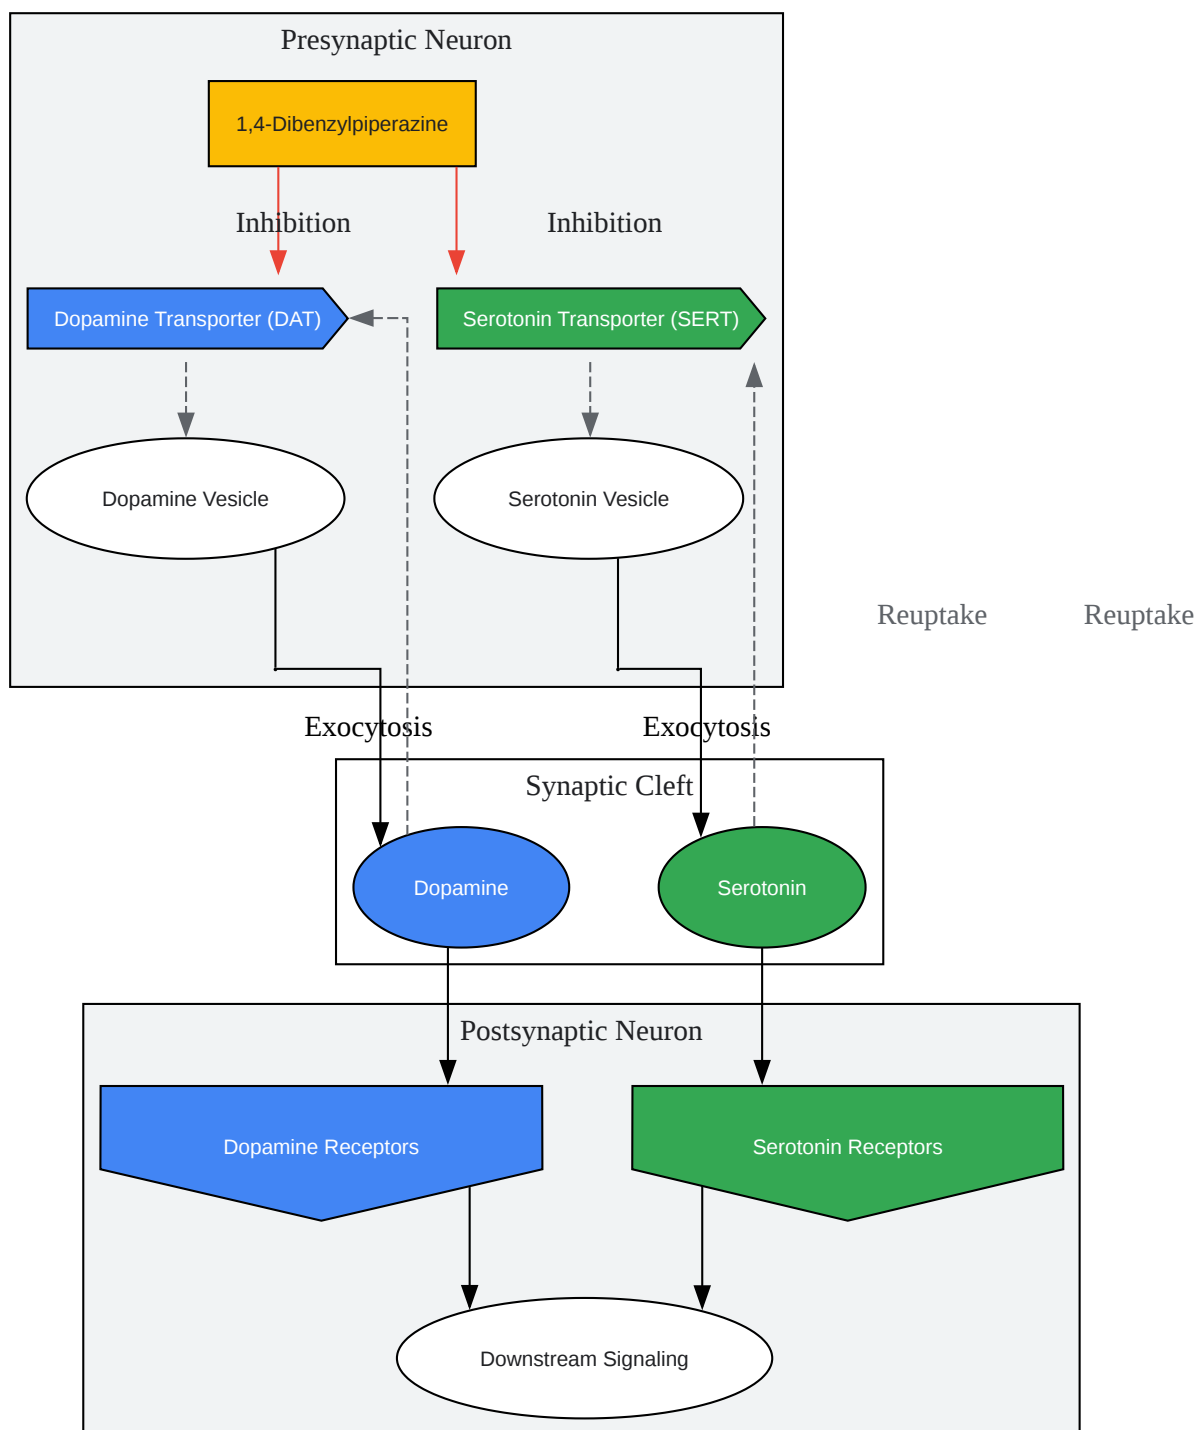 Presynaptic Neuron
1,4-Dibenzylpiperazine
Inhibition
Inhibition
Dopamine Transporter (DAT)
Serotonin Transporter (SERT)
Dopamine Vesicle
Serotonin Vesicle
Reuptake
Reuptake
Exocytosis
Exocytosis
Synaptic Cleft
Dopamine
Serotonin
Postsynaptic Neuron
Dopamine Receptors
Serotonin Receptors
Downstream Signaling